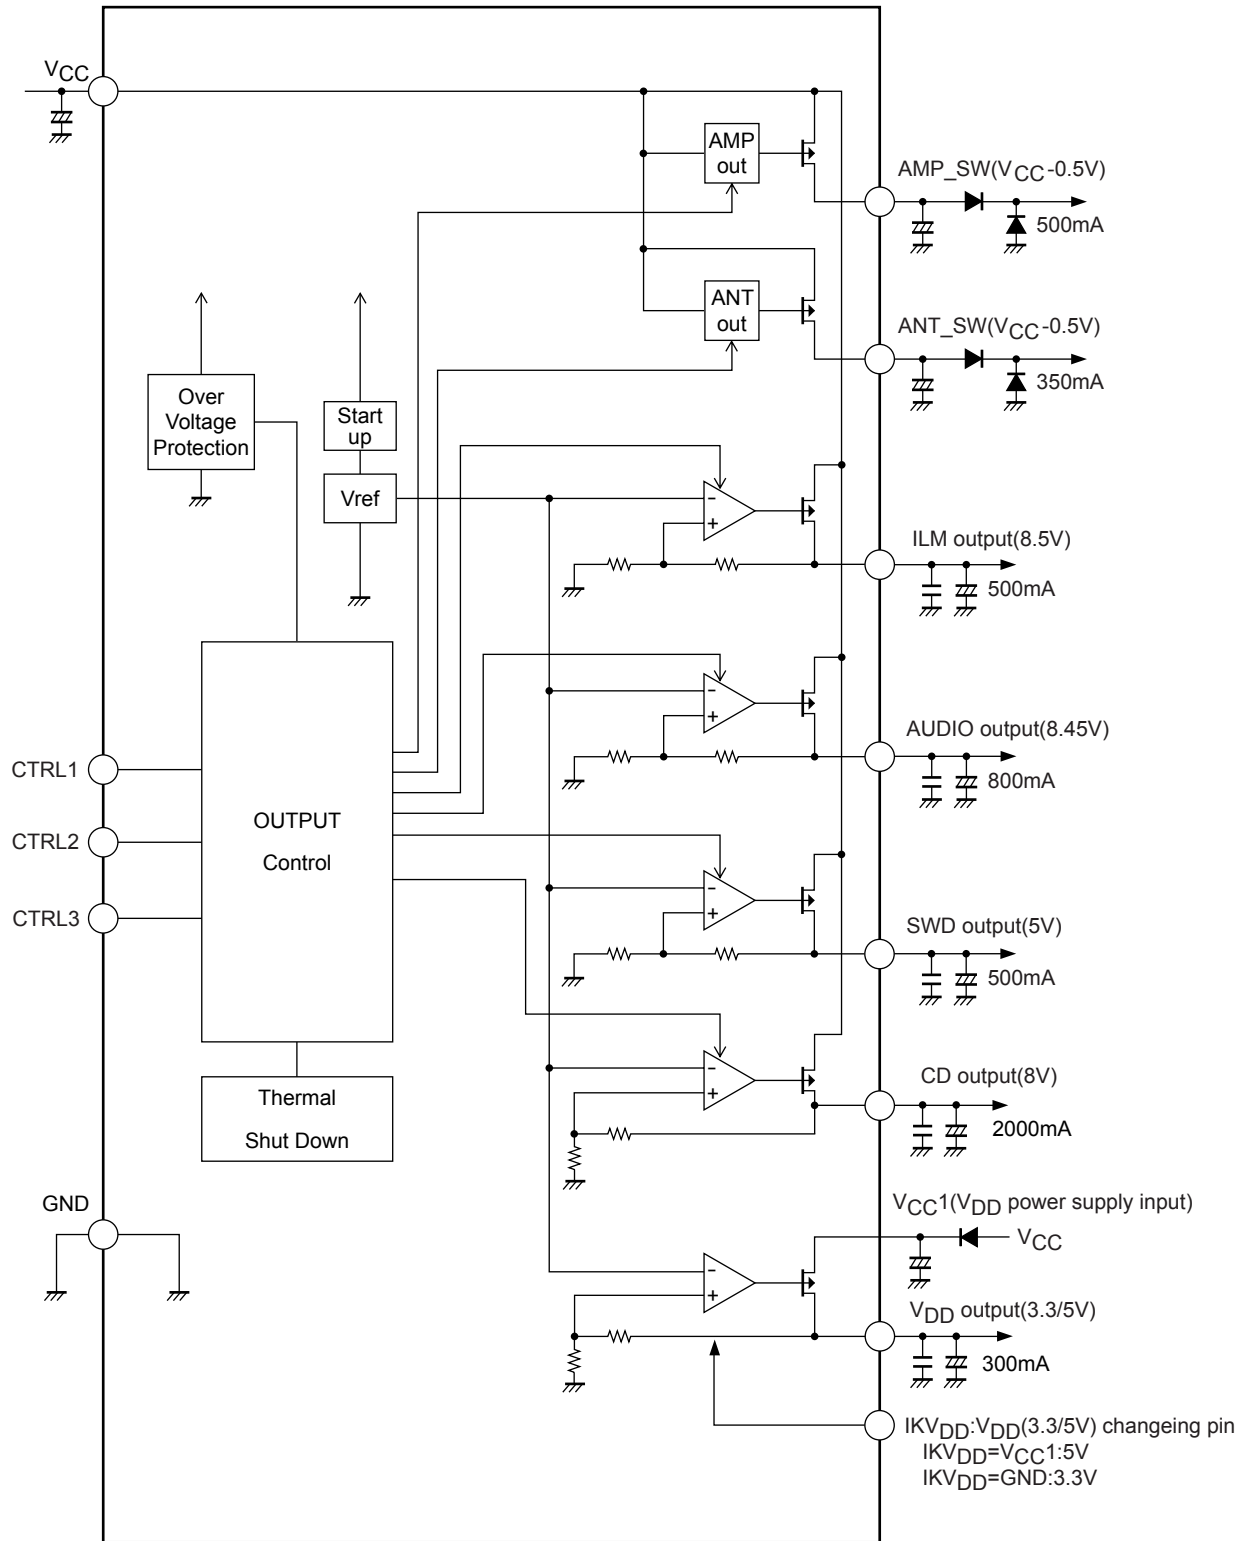 VCC
AMP
out
AMP_SW(VCC-0.5V)
500mA
ANT
out
ANT_SW(VCC-0.5V)
350mA
Over
Voltage
Protection
Start
up
Vref
-
+
ILM output(8.5V)
500mA
-
+
AUDIO output(8.45V)
800mA
CTRL1
CTRL2
CTRL3
OUTPUT
Control
-
+
SWD output(5V)
500mA
-
+
CD output(8V)
2000mA
Thermal
Shut Down
GND
VCC1(VDD power supply input)
VCC
-
+
VDD output(3.3/5V)
300mA
IKVDD:VDD(3.3/5V) changeing pin
IKVDD=VCC1:5V
IKVDD=GND:3.3V